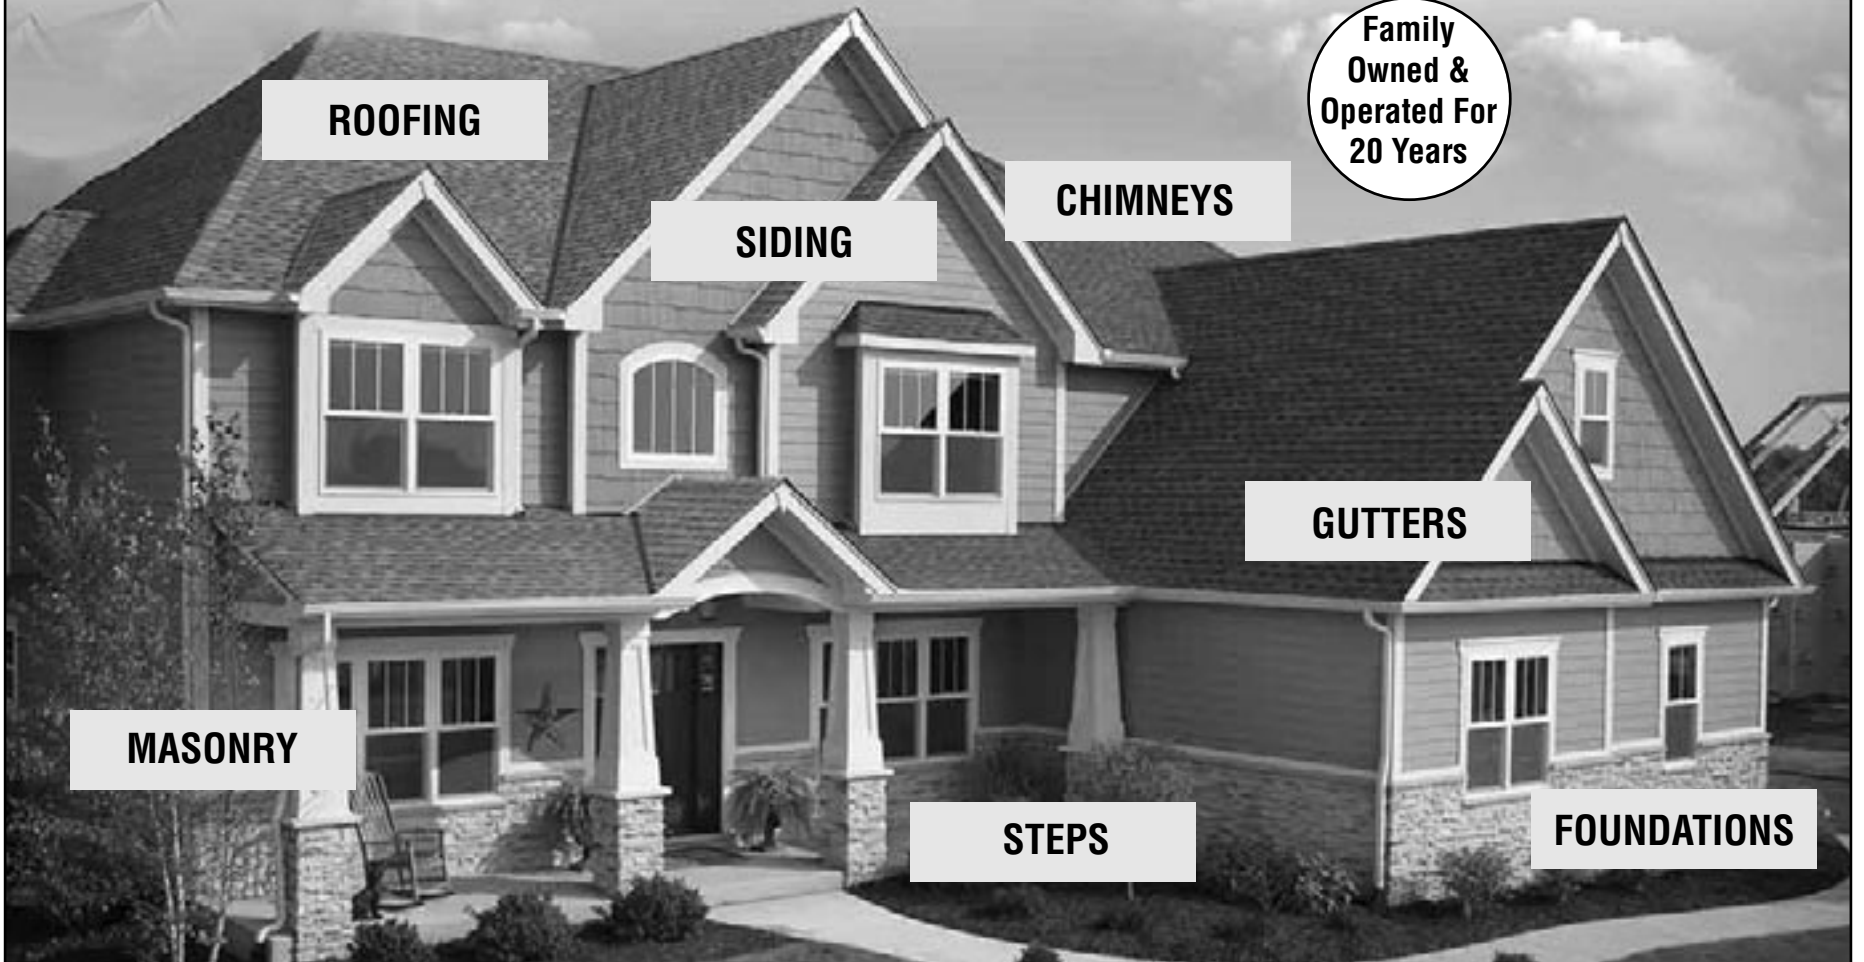 Family
Owned &
Operated For
20 Years
ROOFING
CHIMNEYS
SIDING
GUTTERS
MASONRY
STEPS
FOUNDATIONS